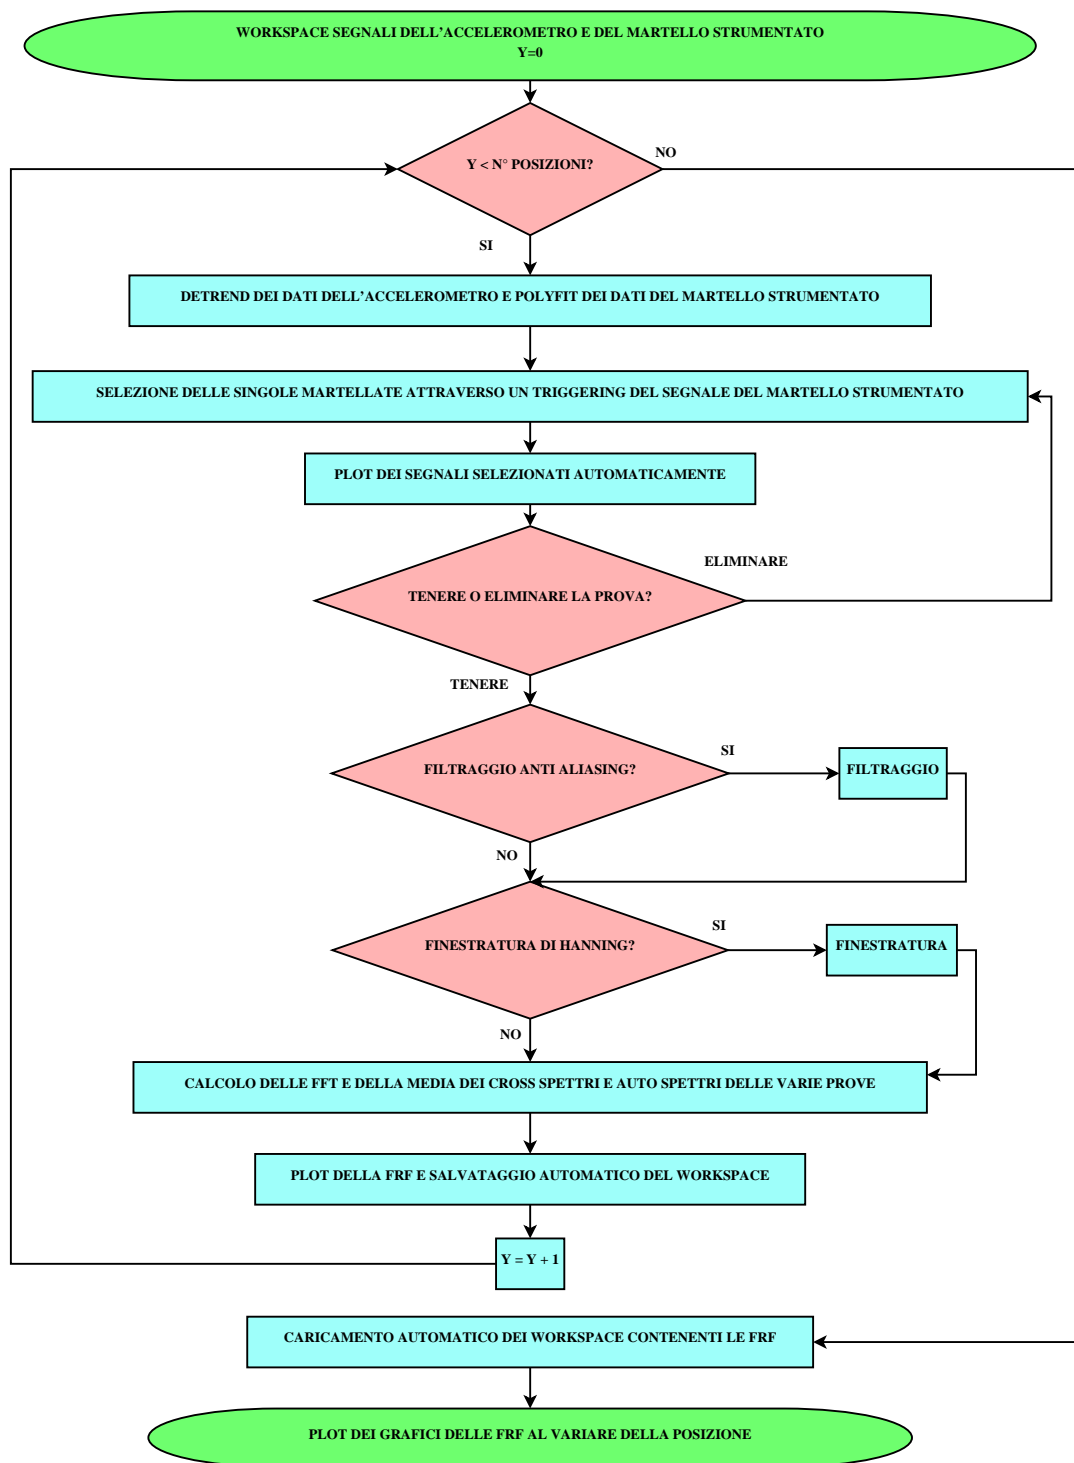 WORKSPACE SEGNALI DELL'ACCELEROMETRO E DEL MARTELLO STRUMENTATO
Y=0
Y < N° POSIZIONI?
NO
SI
DETREND DEI DATI DELL'ACCELEROMETRO E POLYFIT DEI DATI DEL MARTELLO STRUMENTATO
SELEZIONE DELLE SINGOLE MARTELLATE ATTRAVERSO UN TRIGGERING DEL SEGNALE DEL MARTELLO STRUMENTATO
PLOT DEI SEGNALI SELEZIONATI AUTOMATICAMENTE
ELIMINARE
TENERE O ELIMINARE LA PROVA?
TENERE
SI
FILTRAGGIO ANTI ALIASING?
FILTRAGGIO
NO
SI
FINESTRATURA DI HANNING?
FINESTRATURA
NO
CALCOLO DELLE FFT E DELLA MEDIA DEI CROSS SPETTRI E AUTO SPETTRI DELLE VARIE PROVE
PLOT DELLA FRF E SALVATAGGIO AUTOMATICO DEL WORKSPACE
Y = Y + 1
CARICAMENTO AUTOMATICO DEI WORKSPACE CONTENENTI LE FRF
PLOT DEI GRAFICI DELLE FRF AL VARIARE DELLA POSIZIONE